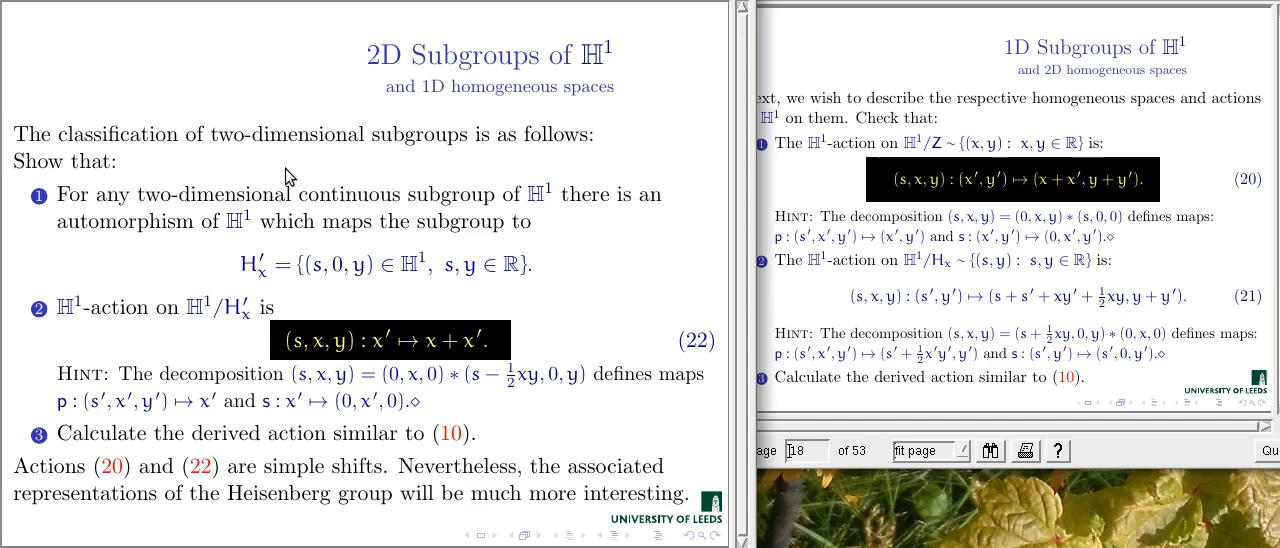 2D Subgroups of ℍ¹
and 1D homogeneous spaces
The classification of two-dimensional subgroups is as follows:
Show that:
1 For any two-dimensional continuous subgroup of ℍ¹ there is an
automorphism of ℍ¹ which maps the subgroup to
H′ₓ = {(s, 0, y) ∈ ℍ¹, s, y ∈ ℝ}.
2 ℍ¹-action on ℍ¹/H′ₓ is
(s, x, y) : x′ ↦ x + x′. (22)
HINT: The decomposition (s, x, y) = (0, x, 0) ∗ (s − ½xy, 0, y) defines maps
p : (s′, x′, y′) ↦ x′ and s : x′ ↦ (0, x′, 0).⋄
3 Calculate the derived action similar to (10).
Actions (20) and (22) are simple shifts. Nevertheless, the associated
representations of the Heisenberg group will be much more interesting.
UNIVERSITY OF LEEDS
1D Subgroups of ℍ¹
and 2D homogeneous spaces
ext, we wish to describe the respective homogeneous spaces and actions
ℍ¹ on them. Check that:
1 The ℍ¹-action on ℍ¹/Z ∼ {(x, y) : x, y ∈ ℝ} is:
(s, x, y) : (x′, y′) ↦ (x + x′, y + y′). (20)
HINT: The decomposition (s, x, y) = (0, x, y) ∗ (s, 0, 0) defines maps:
p : (s′, x′, y′) ↦ (x′, y′) and s : (x′, y′) ↦ (0, x′, y′).⋄
2 The ℍ¹-action on ℍ¹/Hₓ ∼ {(s, y) : s, y ∈ ℝ} is:
(s, x, y) : (s′, y′) ↦ (s + s′ + xy′ + ½xy, y + y′). (21)
HINT: The decomposition (s, x, y) = (s + ½xy, 0, y) ∗ (0, x, 0) defines maps:
p : (s′, x′, y′) ↦ (s′ + ½x′y′, y′) and s : (s′, y′) ↦ (s′, 0, y′).⋄
3 Calculate the derived action similar to (10).
UNIVERSITY OF LEEDS
age 18 of 53 fit page ? Qu